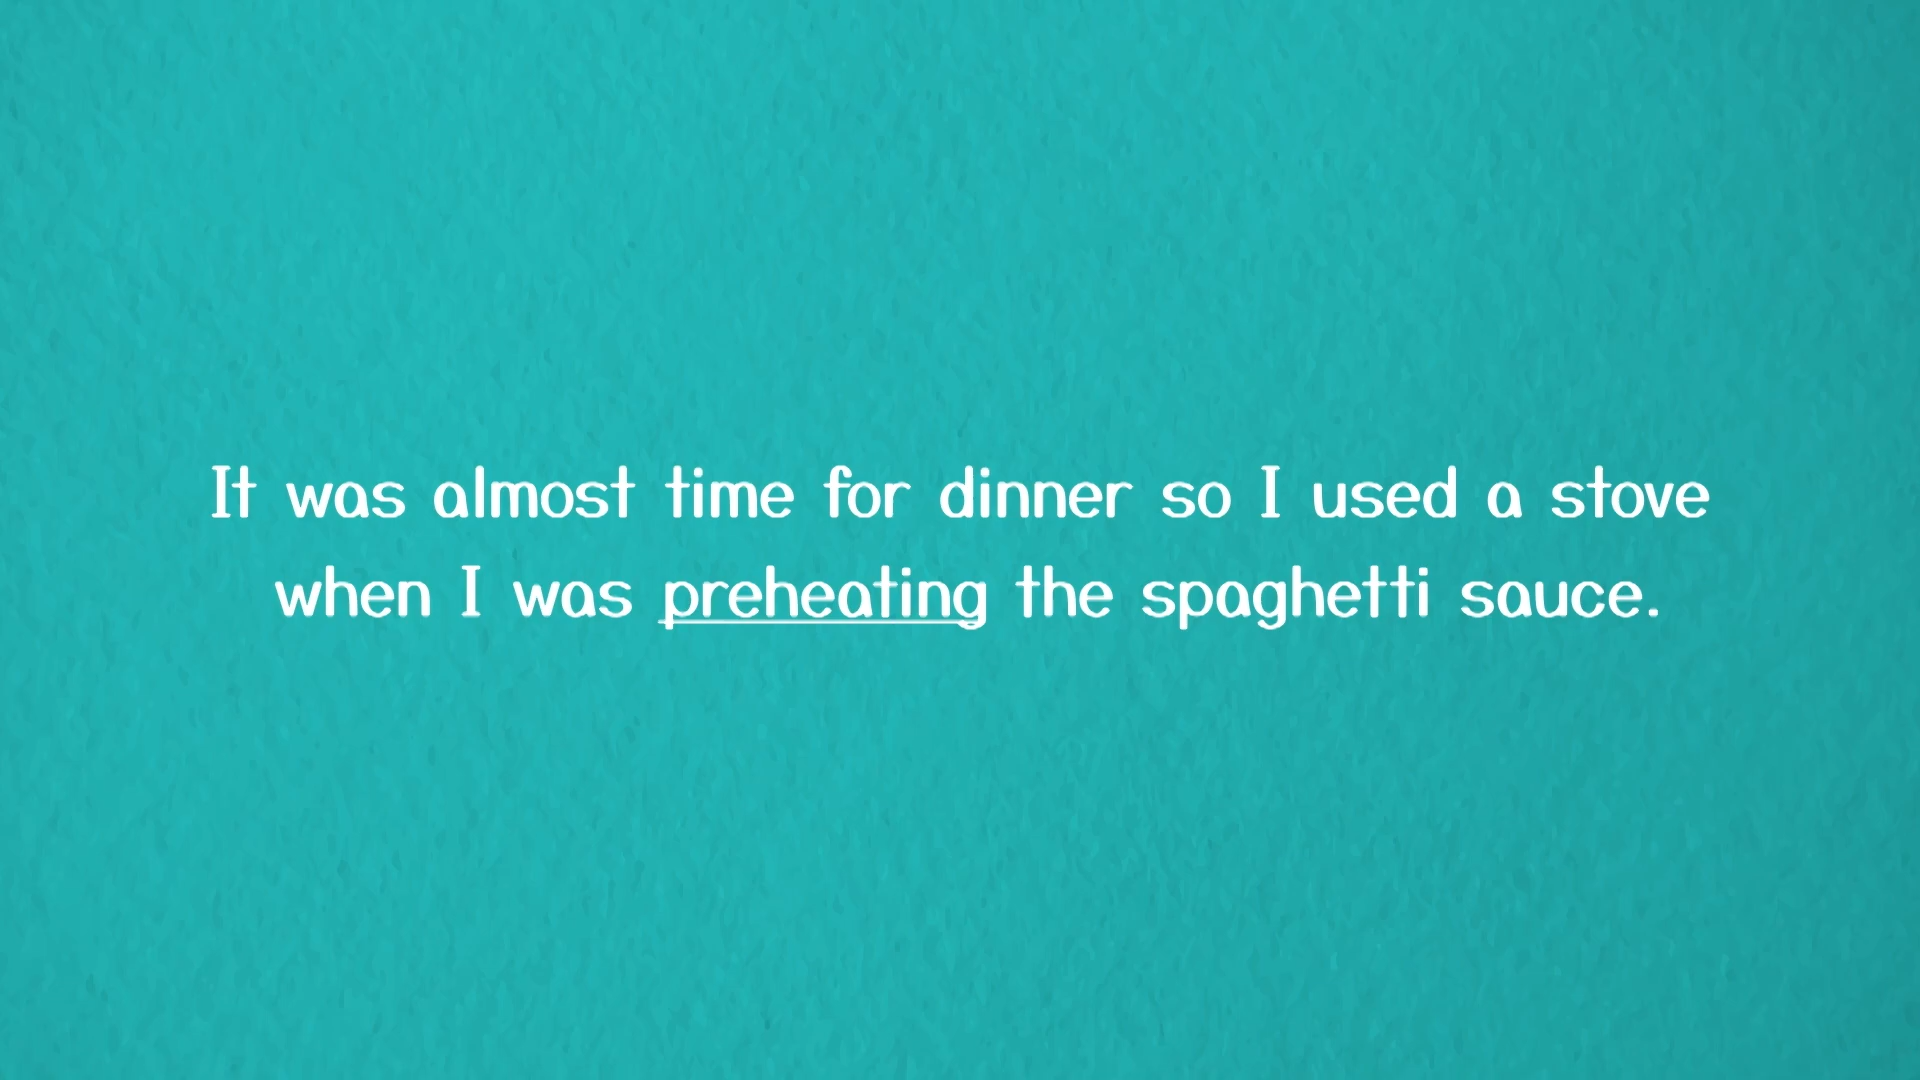 It was almost time for dinner so I used a stove
when I was preheating the spaghetti sauce.